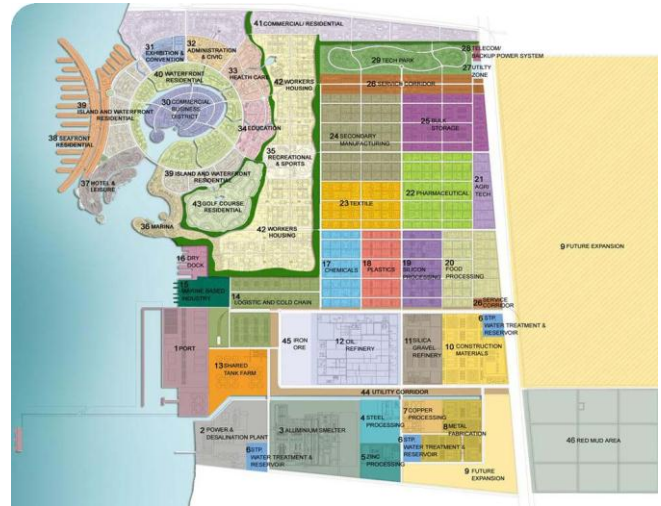 41 COMMERCIAL/ RESIDENTIAL
31
EXHIBITION &
CONVENTION
32
ADMINISTRATION
& CIVIC
28 TELECOM/
BACKUP POWER SYSTEM
29 TECH PARK
27 UTILTY
ZONE
33
HEALTH CARE
40 WATERFRONT
RESIDENTIAL
42 WORKERS
HOUSING
26 SERVICE CORRIDOR
39
ISLAND AND WATERFRONT
RESIDENTIAL
30 COMMERCIAL
BUSINESS
DISTRICT
25 BULK
STORAGE
34 EDUCATION
24 SECONDARY
MANUFACTURING
38 SEAFRONT
RESIDENTIAL
35
RECREATIONAL
& SPORTS
39 ISLAND AND WATERFRONT
RESIDENTIAL
37 HOTEL &
LEISURE
21
AGRI
TECH
22 PHARMACEUTICAL
43 GOLF COURSE
RESIDENTIAL
23 TEXTILE
36 MARINA
42 WORKERS
HOUSING
9 FUTURE EXPANSION
16 DRY
DOCK
17
CHEMICALS
18
PLASTICS
19
SILICON
PROCESSING
20
FOOD
PROCESSING
15
MARINE BASED
INDUSTRY
14
LOGISTIC AND COLD CHAIN
26 SERVICE
CORRIDOR
6 STP,
WATER TREATMENT &
RESERVOIR
1 PORT
45 IRON
ORE
12 OIL
REFINERY
11 SILICA
GRAVEL
REFINERY
10 CONSTRUCTION
MATERIALS
13 SHARED
TANK FARM
44 UTILITY CORRIDOR
2 POWER &
DESALINATION PLANT
3 ALUMINIUM SMELTER
4 STEEL
PROCESSING
7 COPPER
PROCESSING
8 METAL
FABRICATION
46 RED MUD AREA
6 STP,
WATER TREATMENT &
RESERVOIR
5 ZINC
PROCESSING
6 STP,
WATER TREATMENT &
RESERVOIR
9 FUTURE
EXPANSION